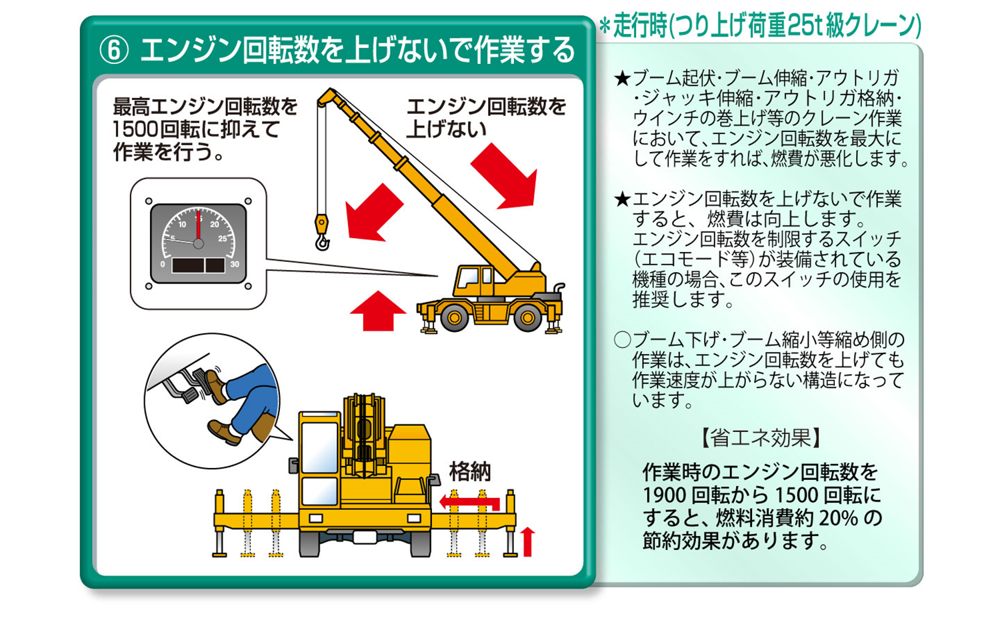 ⑥ エンジン回転数を上げないで作業する
最高エンジン回転数を
1500回転に抑えて
作業を行う。
エンジン回転数を
上げない
0
5
10
15
20
25
30
格納
＊走行時(つり上げ荷重25t級クレーン)
★ブーム起伏･ブーム伸縮･アウトリガ
･ジャッキ伸縮･アウトリガ格納･
ウインチの巻上げ等のクレーン作業
において、エンジン回転数を最大に
して作業をすれば、燃費が悪化します。
★エンジン回転数を上げないで作業
すると、燃費は向上します。
エンジン回転数を制限するスイッチ
（エコモード等）が装備されている
機種の場合、このスイッチの使用を
推奨します。
○ブーム下げ･ブーム縮小等縮め側の
作業は、エンジン回転数を上げても
作業速度が上がらない構造になって
います。
【省エネ効果】
作業時のエンジン回転数を
1900 回転から 1500 回転に
すると、燃料消費約 20% の
節約効果があります。